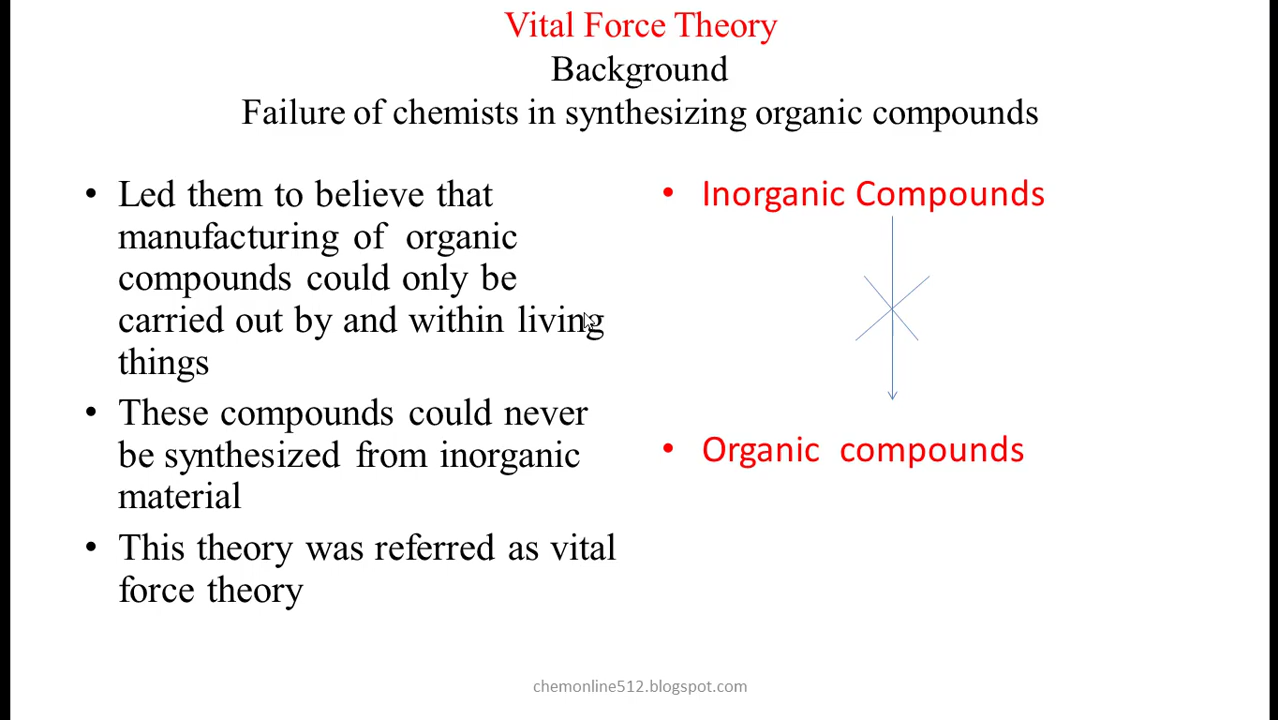 Vital Force Theory
Background
Failure of chemists in synthesizing organic compounds
• Led them to believe that
manufacturing of organic
compounds could only be
carried out by and within living
things
• These compounds could never
be synthesized from inorganic
material
• This theory was referred as vital
force theory
• Inorganic Compounds
• Organic compounds
chemonline512.blogspot.com